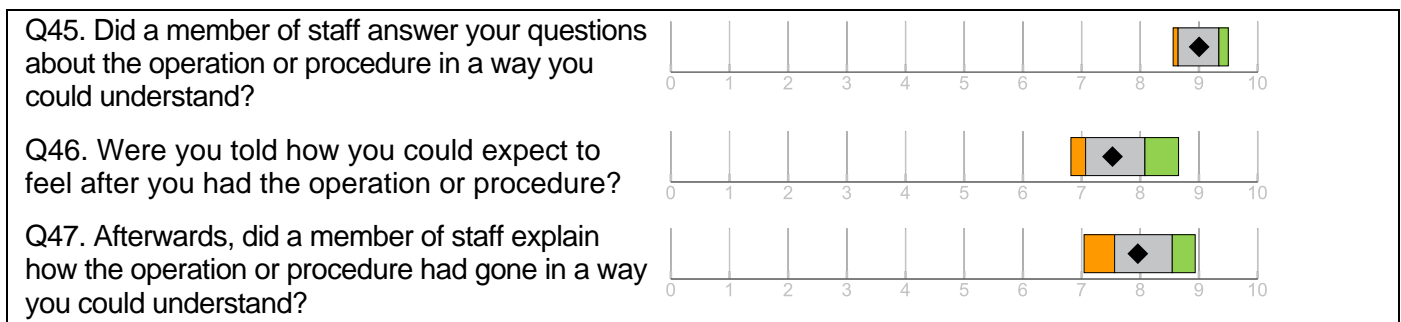 Q45. Did a member of staff answer your questions
about the operation or procedure in a way you
could understand?
0 1 2 3 4 5 6 7 8 9 10
Q46. Were you told how you could expect to
feel after you had the operation or procedure?
0 1 2 3 4 5 6 7 8 9 10
Q47. Afterwards, did a member of staff explain
how the operation or procedure had gone in a way
you could understand?
0 1 2 3 4 5 6 7 8 9 10